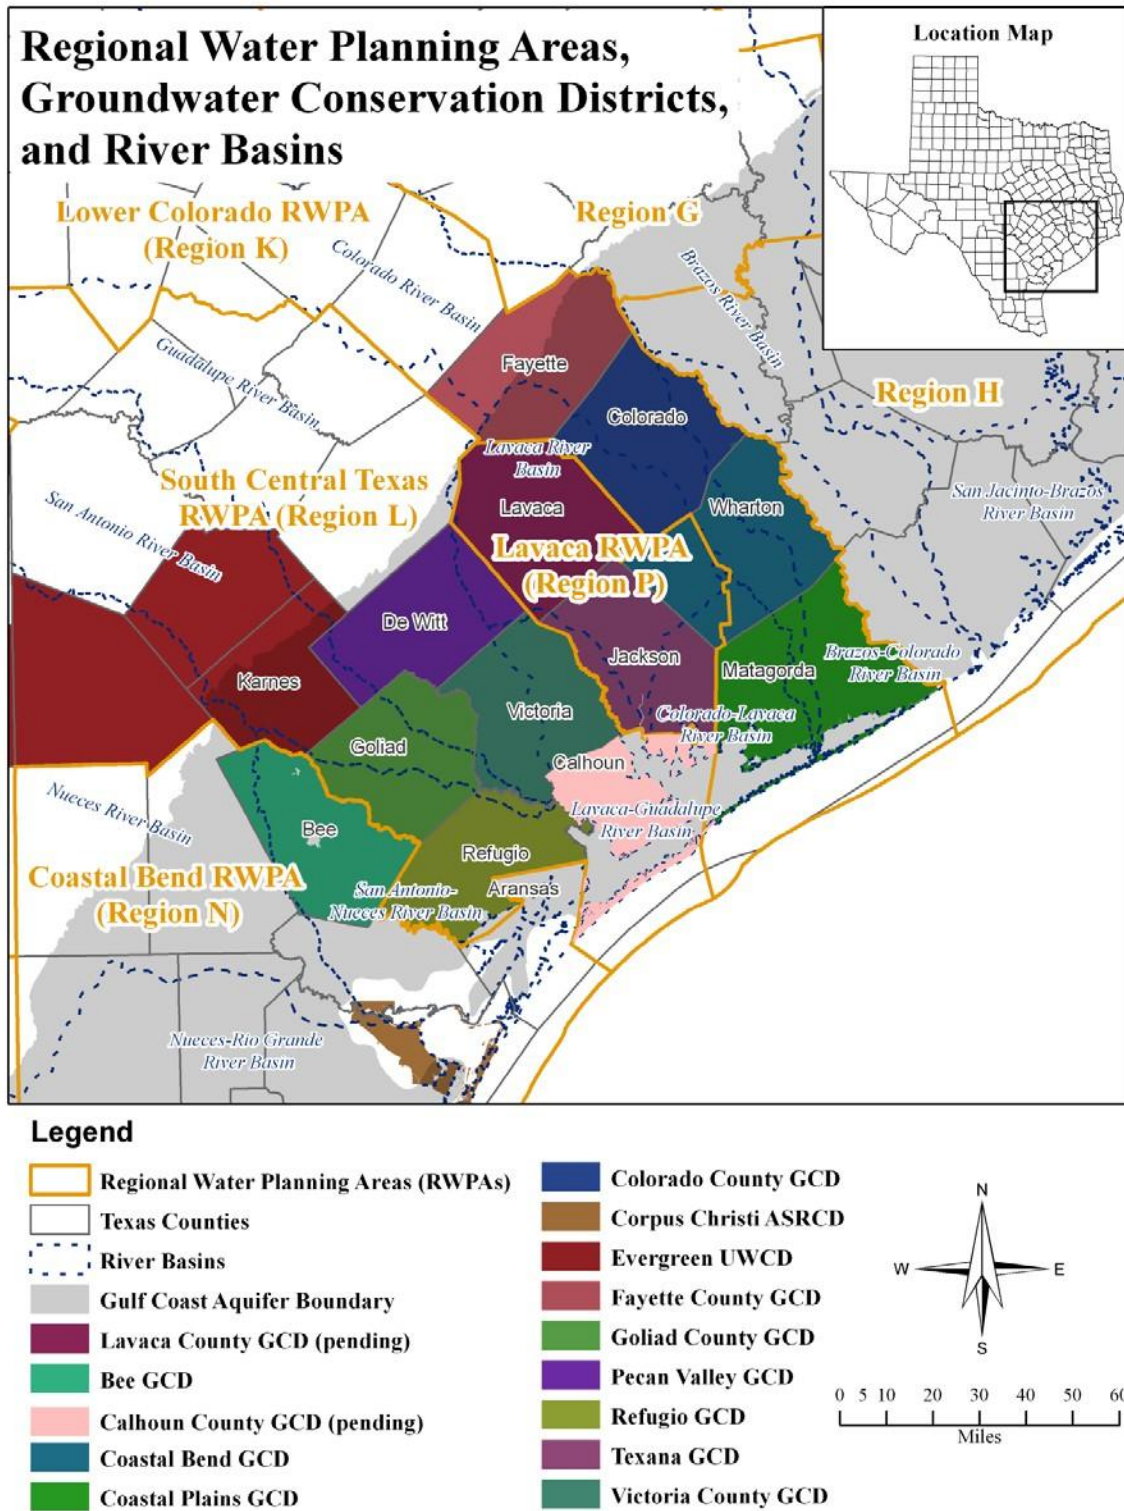 Regional Water Planning Areas,
Groundwater Conservation Districts,
and River Basins
Location Map
Lower Colorado RWPA
(Region K)
Region G
Colorado River Basin
Brazos River Basin
Guadalupe River Basin
Fayette
Region H
Colorado
Lavaca River
Basin
South Central Texas
RWPA (Region L)
San Antonio River Basin
Lavaca
Wharton
San Jacinto-Brazos
River Basin
Lavaca RWPA
(Region P)
De Witt
Karnes
Jackson
Matagorda
Brazos-Colorado
River Basin
Victoria
Goliad
Colorado-Lavaca
River Basin
Calhoun
Nueces River Basin
Bee
Lavaca-Guadalupe
River Basin
Refugio
Coastal Bend RWPA
(Region N)
Aransas
San Antonio-
Nueces River Basin
Nueces-Rio Grande
River Basin
Legend
Regional Water Planning Areas (RWPAs)
Texas Counties
River Basins
Gulf Coast Aquifer Boundary
Lavaca County GCD (pending)
Bee GCD
Calhoun County GCD (pending)
Coastal Bend GCD
Coastal Plains GCD
Colorado County GCD
Corpus Christi ASRCD
Evergreen UWCD
Fayette County GCD
Goliad County GCD
Pecan Valley GCD
Refugio GCD
Texana GCD
Victoria County GCD
N
W E
S
0 5 10 20 30 40 50 60
Miles